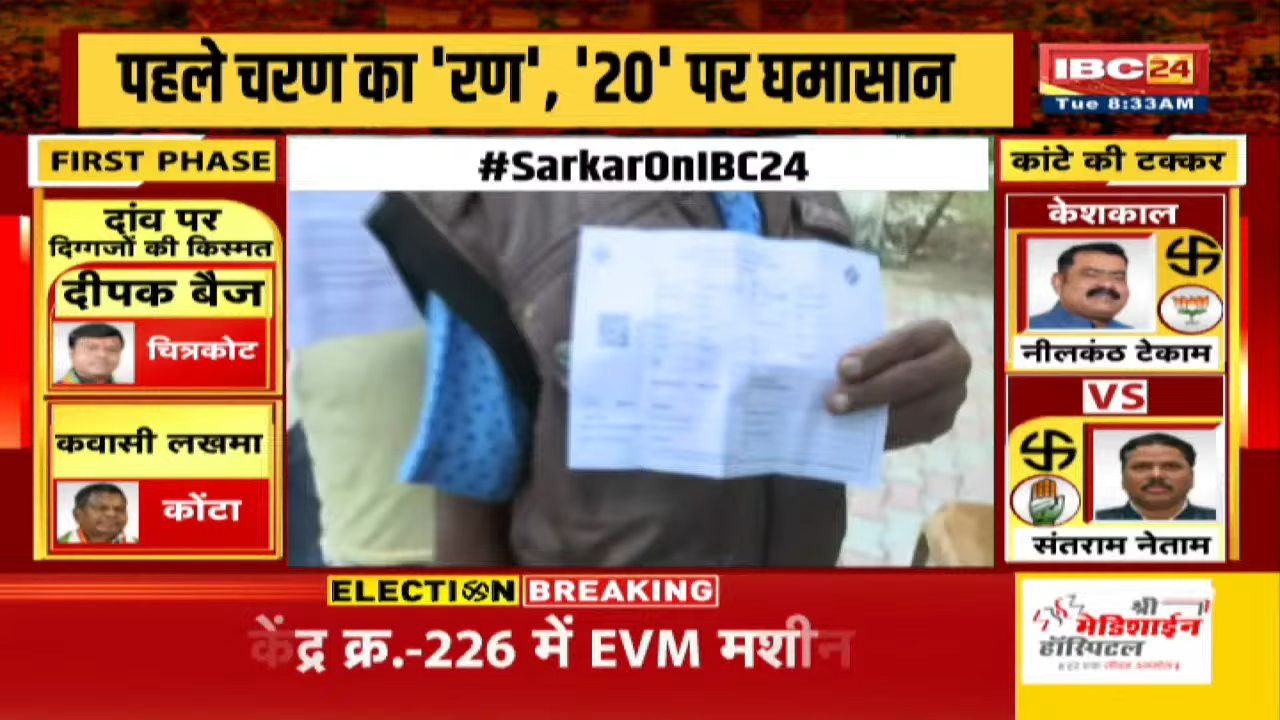 पहले चरण का 'रण', '20' पर घमासान
IBC24
Tue 8:33AM
FIRST PHASE
दांव पर
दिग्गजों की किस्मत
दीपक बैज
चित्रकोट
कवासी लखमा
कोंटा
#SarkarOnIBC24
कांटे की टक्कर
केशकाल
नीलकंठ टेकाम
VS
संतराम नेताम
ELECTION BREAKING
केंद्र क्र.-226 में EVM मशीन
श्री
मेडिशाईन
हॉस्पिटल